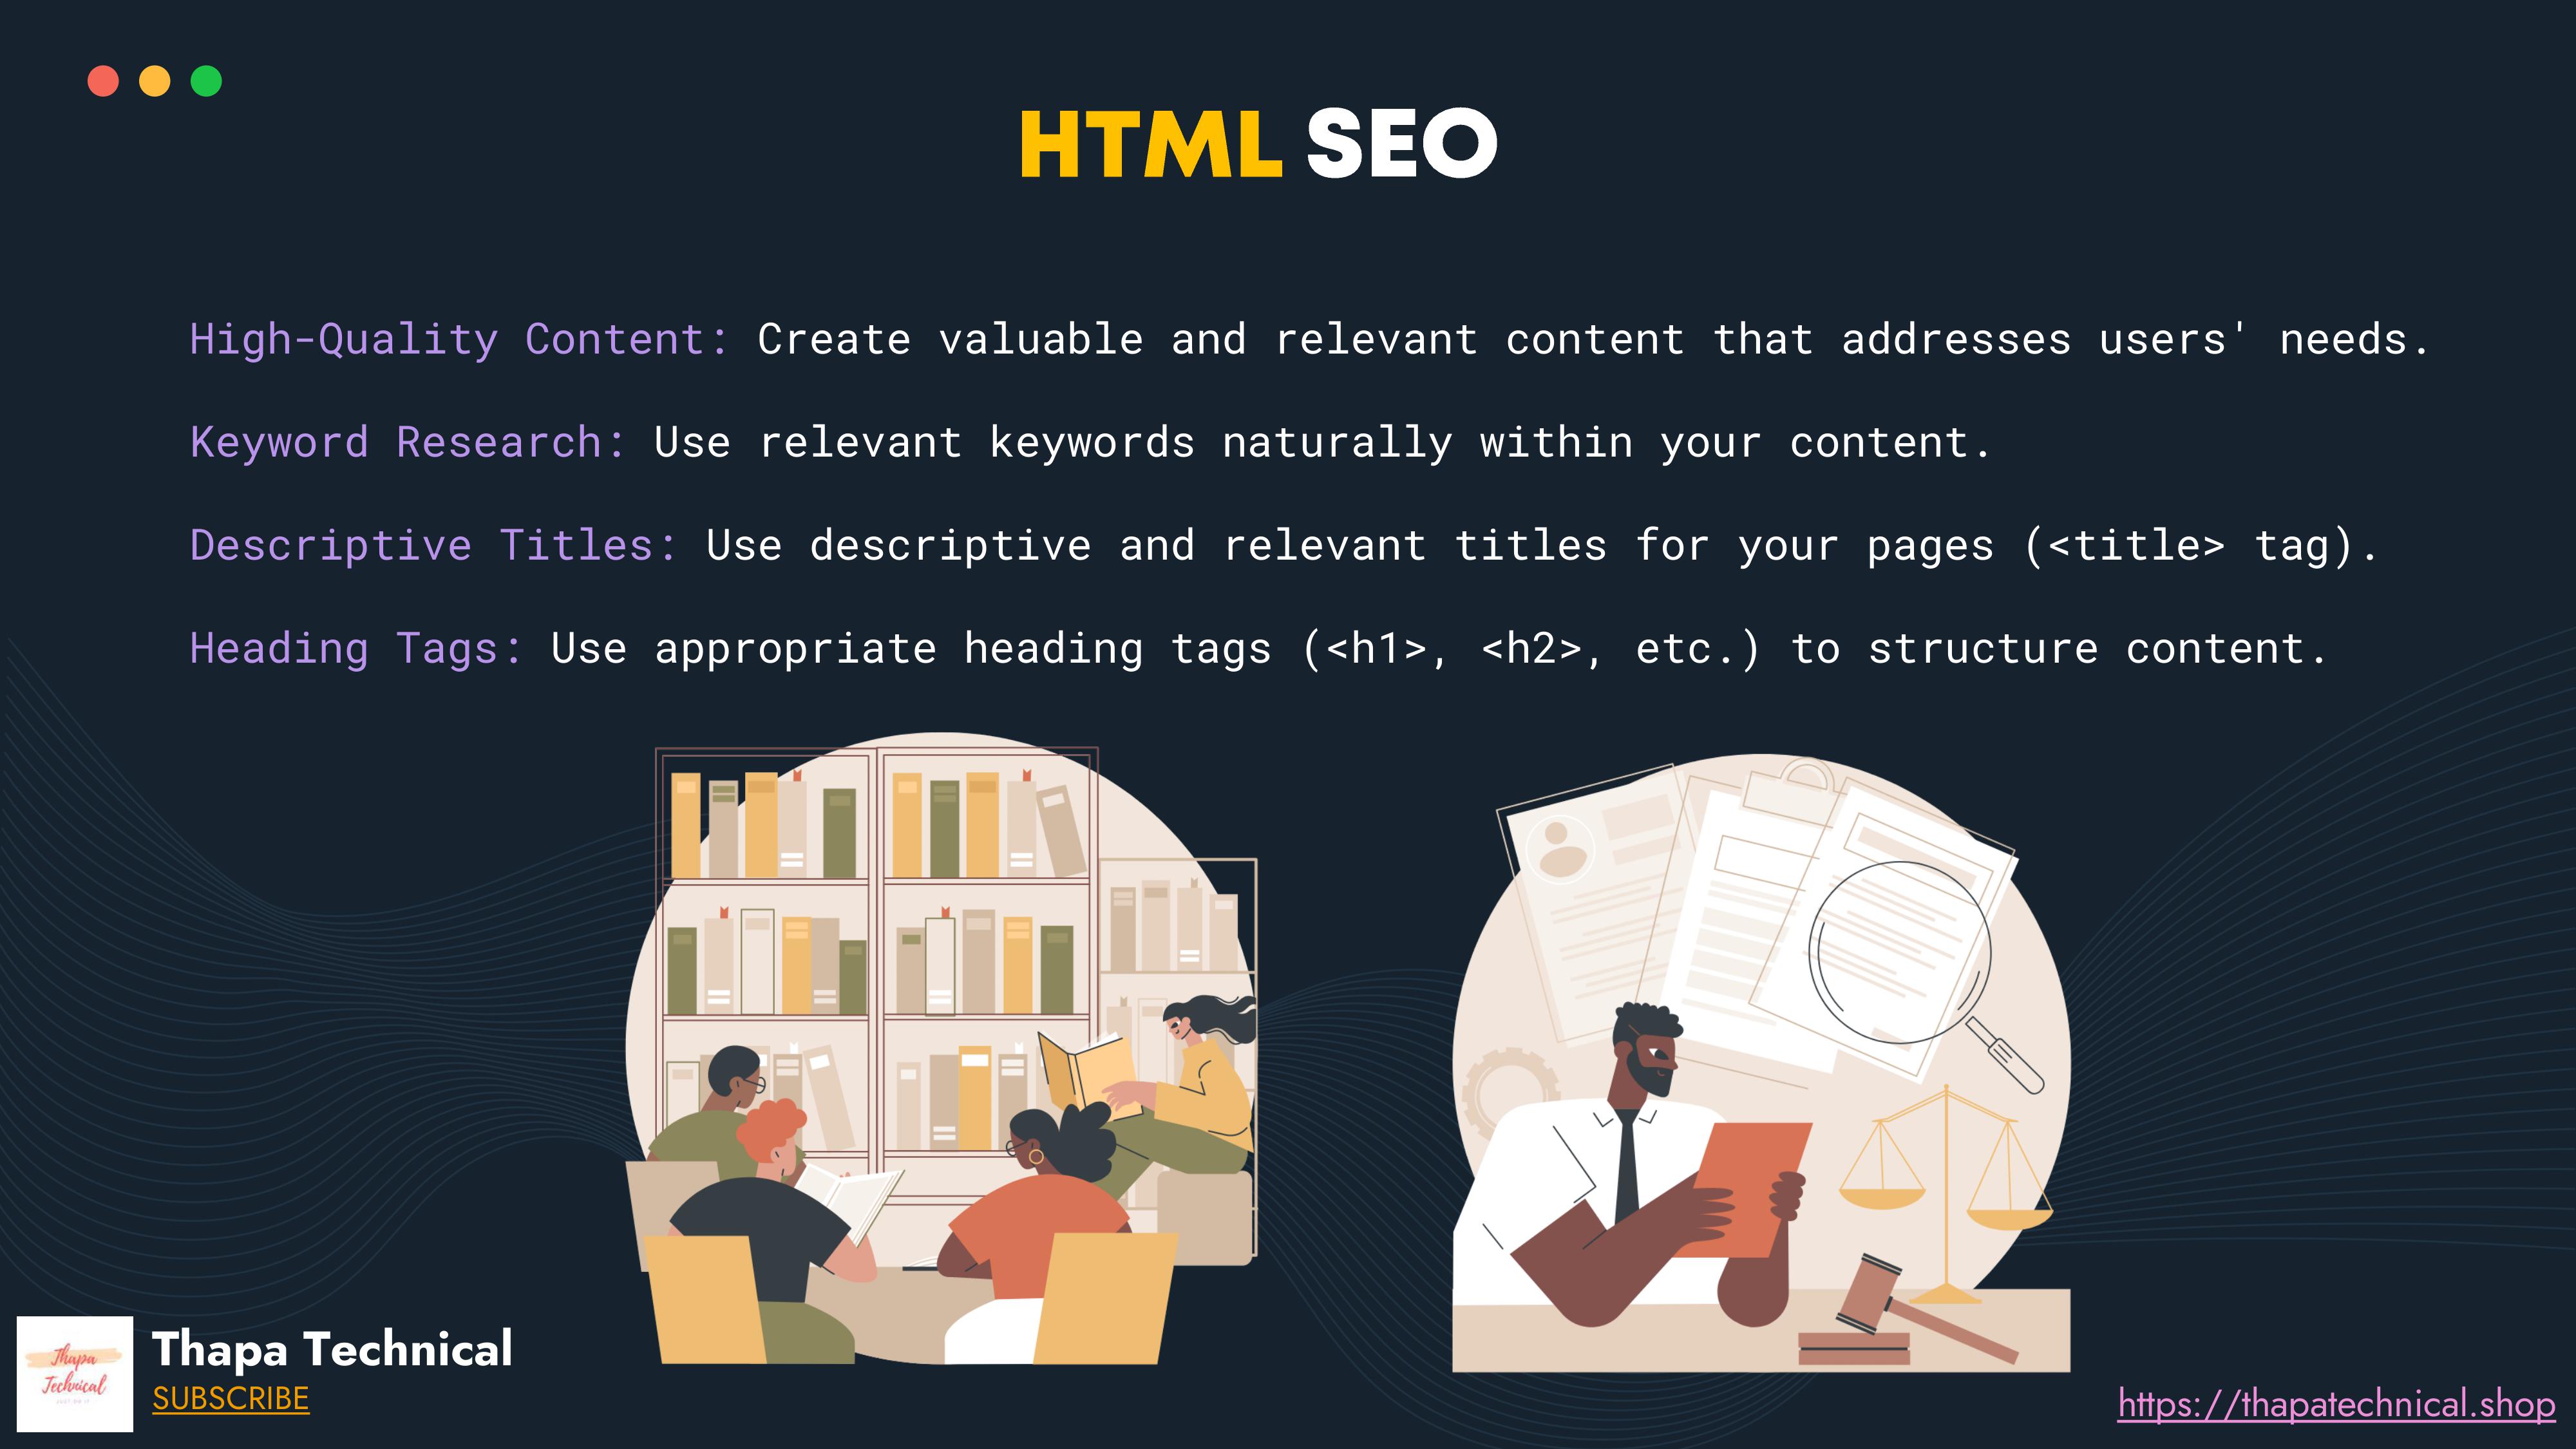 HTML SEO
High-Quality Content: Create valuable and relevant content that addresses users' needs.
Keyword Research: Use relevant keywords naturally within your content.
Descriptive Titles: Use descriptive and relevant titles for your pages (<title> tag).
Heading Tags: Use appropriate heading tags (<h1>, <h2>, etc.) to structure content.
Thapa
Technical
Thapa Technical
SUBSCRIBE
https://thapatechnical.shop